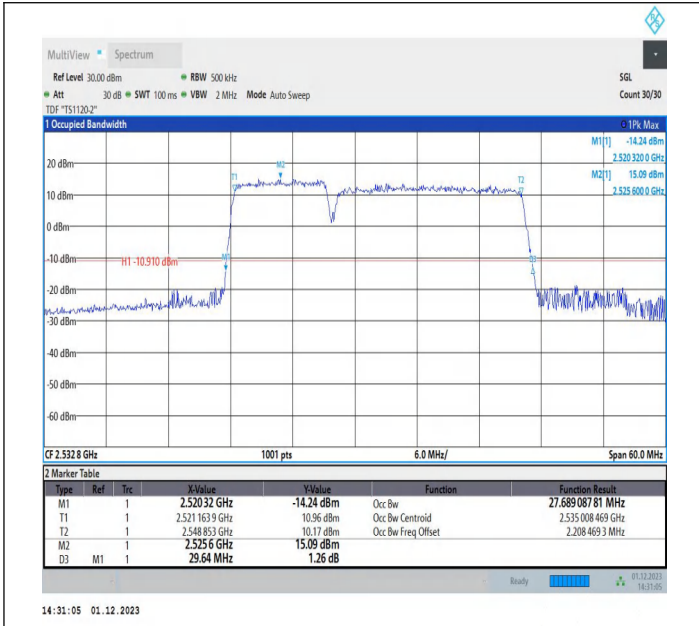 MultiView Spectrum
Ref Level 30.00 dBm RBW 500 kHz SGL
Att 30 dB SWT 100 ms VBW 2 MHz Mode Auto Sweep Count 30/30
TDF "TS1120-2"
1 Occupied Bandwidth 1Pk Max
M1[1] -14.24 dBm
2.520 320 0 GHz
M2[1] 15.09 dBm
2.525 600 0 GHz
20 dBm
M2
T1
T2
10 dBm
0 dBm
-10 dBm
H1 -10.910 dBm
M1
D3
-20 dBm
-30 dBm
-40 dBm
-50 dBm
-60 dBm
CF 2.532 8 GHz 1001 pts 6.0 MHz/ Span 60.0 MHz
2 Marker Table
Type Ref Trc X-Value Y-Value Function Function Result
M1 1 2.520 32 GHz -14.24 dBm Occ Bw 27.689 087 81 MHz
T1 1 2.521 163 9 GHz 10.96 dBm Occ Bw Centroid 2.535 008 469 GHz
T2 1 2.548 853 GHz 10.17 dBm Occ Bw Freq Offset 2.208 469 3 MHz
M2 1 2.525 6 GHz 15.09 dBm
D3 M1 1 29.64 MHz 1.26 dB
Ready 01.12.2023
14:31:05
14:31:05 01.12.2023